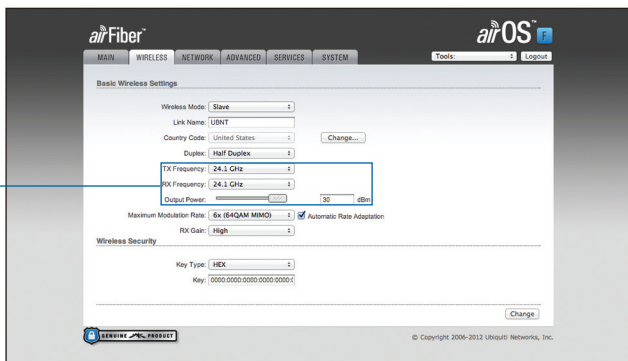 airFiber™ airOS™ F
MAIN WIRELESS NETWORK ADVANCED SERVICES SYSTEM Tools: Logout
Basic Wireless Settings
Wireless Mode: Slave
Link Name: UBNT
Country Code: United States Change...
Duplex: Half Duplex
TX Frequency: 24.1 GHz
RX Frequency: 24.1 GHz
Output Power: 30 dBm
Maximum Modulation Rate: 6x (64QAM MIMO) Automatic Rate Adaptation
RX Gain: High
Wireless Security
Key Type: HEX
Key: 0000:0000:0000:0000:0000:
Change
GENUINE PRODUCT © Copyright 2006-2012 Ubiquiti Networks, Inc.